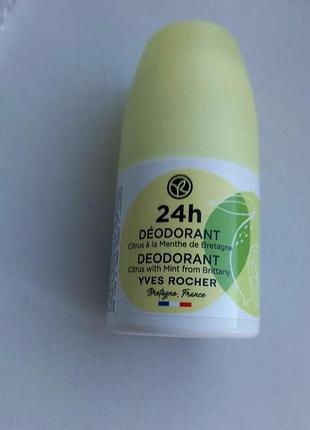 24h
DÉODORANT
Citrus à la Menthe de Bretagne
DEODORANT
Citrus with Mint from Brittany
YVES ROCHER
Bretagne, France